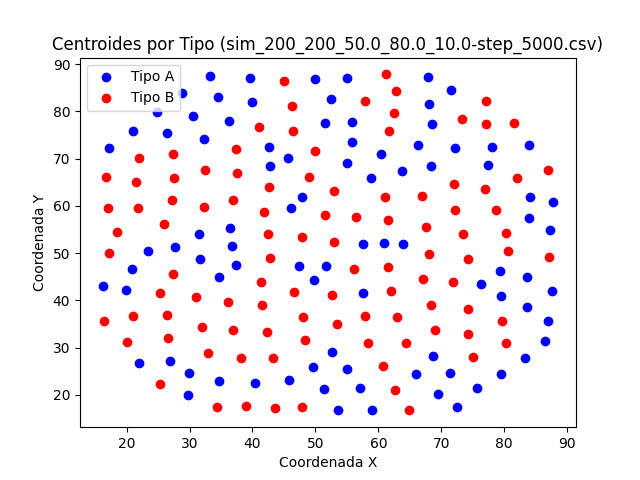 Centroides por Tipo (sim_200_200_50.0_80.0_10.0-step_5000.csv)
90
80
70
60
50
40
30
20
Coordenada Y
Tipo A
Tipo B
20 30 40 50 60 70 80 90
Coordenada X